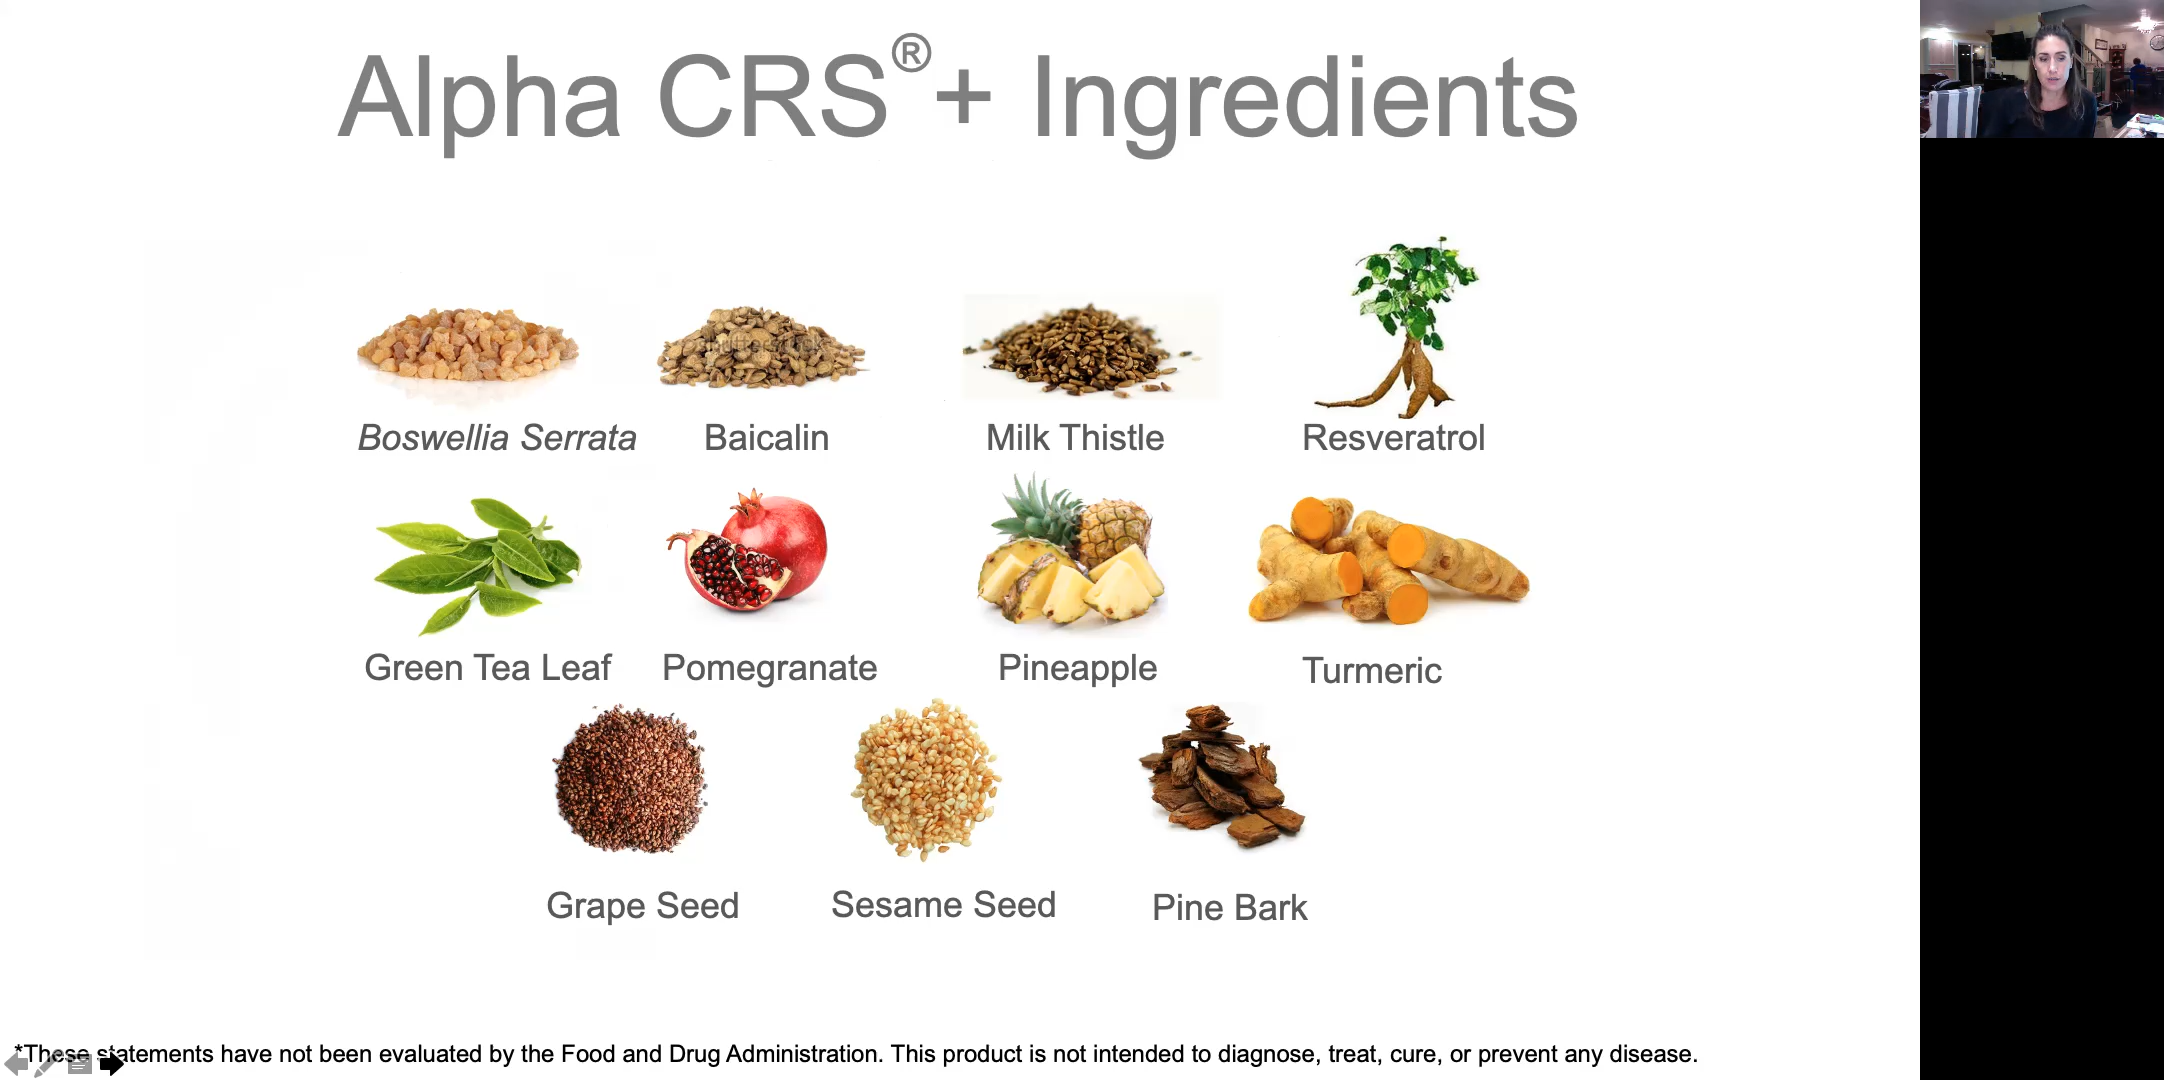 Alpha CRS®+ Ingredients
shutterstock
Boswellia Serrata
Baicalin
Milk Thistle
Resveratrol
Green Tea Leaf
Pomegranate
Pineapple
Turmeric
Grape Seed
Sesame Seed
Pine Bark
*These statements have not been evaluated by the Food and Drug Administration. This product is not intended to diagnose, treat, cure, or prevent any disease.